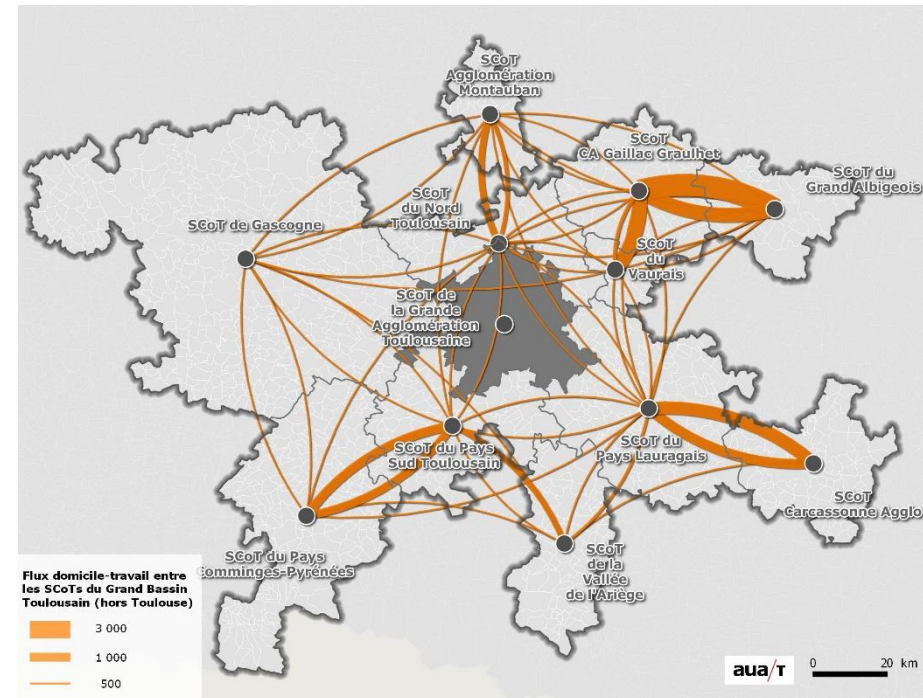 SCoT
Agglomération
Montauban
SCoT
CA Gaillac Graulhet
SCoT du
Grand Albigeois
SCoT
du Nord
Toulousain
SCoT de Gascogne
SCoT
du
Vaurais
SCoT de
la Grande
Agglomération
Toulousaine
SCoT du Pays
Sud Toulousain
SCoT du
Pays Lauragais
SCoT
Carcassonne Agglo
SCoT du Pays
Comminges-Pyrénées
SCoT
de la
Vallée
de l'Ariège
Flux domicile-travail entre
les SCoTs du Grand Bassin
Toulousain (hors Toulouse)
3 000
1 000
500
aua/T
0 20 km